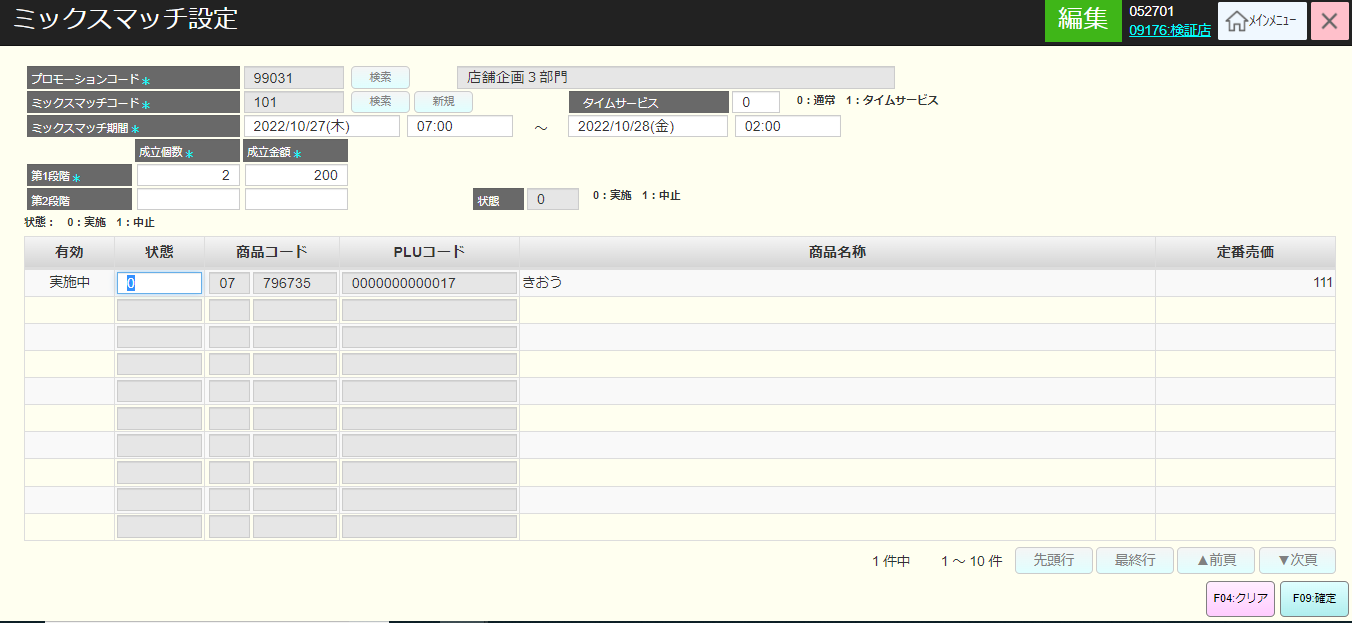 ミックスマッチ設定 編集 052701 09176:検証店 メインメニュー
プロモーションコード* 99031 検索 店舗企画３部門
ミックスマッチコード* 101 検索 新規 タイムサービス 0 0：通常 1：タイムサービス
ミックスマッチ期間* 2022/10/27(木) 07:00 ～ 2022/10/28(金) 02:00
成立個数* 成立金額*
第1段階* 2 200
第2段階 状態 0 0：実施 1：中止
状態： 0：実施 1：中止
有効 状態 商品コード PLUコード 商品名称 定番売価
実施中 0 07 796735 0000000000017 きおう 111
1 件中 1 ～ 10 件 先頭行 最終行 ▲前頁 ▼次頁
F04:クリア F09:確定